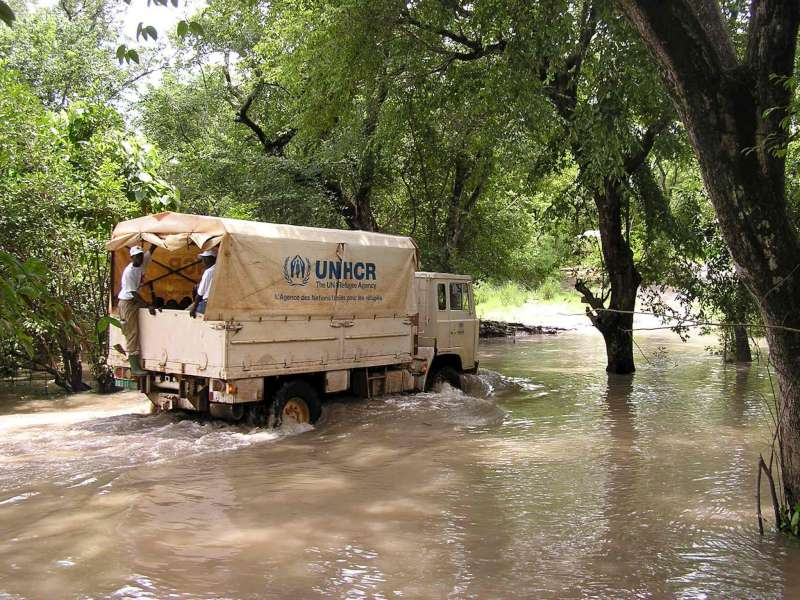 UNHCR
The UN Refugee Agency
L'Agence des Nations Unies pour les réfugiés